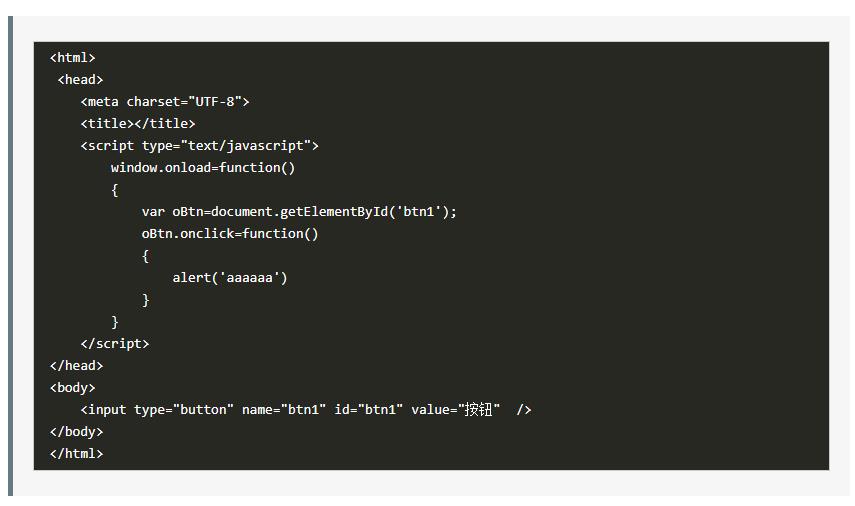 <html>
 <head>
    <meta charset="UTF-8">
    <title></title>
    <script type="text/javascript">
        window.onload=function()
        {
            var oBtn=document.getElementById('btn1');
            oBtn.onclick=function()
            {
                alert('aaaaaa')
            }
        }
    </script>
</head>
<body>
    <input type="button" name="btn1" id="btn1" value="按钮"  />
</body>
</html>